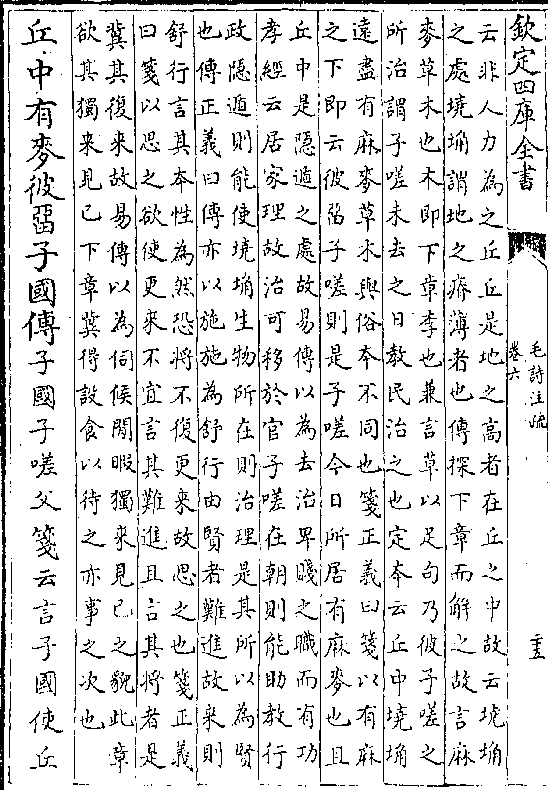 欽定四庫全書
毛詩注疏
卷六
云非人力為之丘丘是地之高者在丘之中故云墝埆
之處墝埆謂地之瘠薄者也傳探下章而解之故言麻
麥草木也木即下章李也兼言草以足句乃彼子嗟之
所治謂子嗟未去之日教民治之也定本云丘中墝埆
遠盡有麻麥草木與俗本不同也箋正義曰箋以有麻
之下即云彼留子嗟則是子嗟今日所居有麻麥也且
丘中是隱遁之處故易傳以為去治卑賤之職而有功
孝經云居家理故治可移於官子嗟在朝則能助教行
政隱遁則能使墝埆生物所在則治理是其所以為賢
也傳正義曰傳亦以施施為舒行由賢者難進故來則
舒行言其本性為然恐將不復更來故思之也箋正義
曰箋以思之欲使更來不宜言其難進且言其將者是
冀其復來故易傳以為伺候閒暇獨來見已之貌此章
欲其獨來見已下章冀得設食以待之亦事之次也
丘中有麥彼畱子國傳子國子嗟父箋云言子國使丘